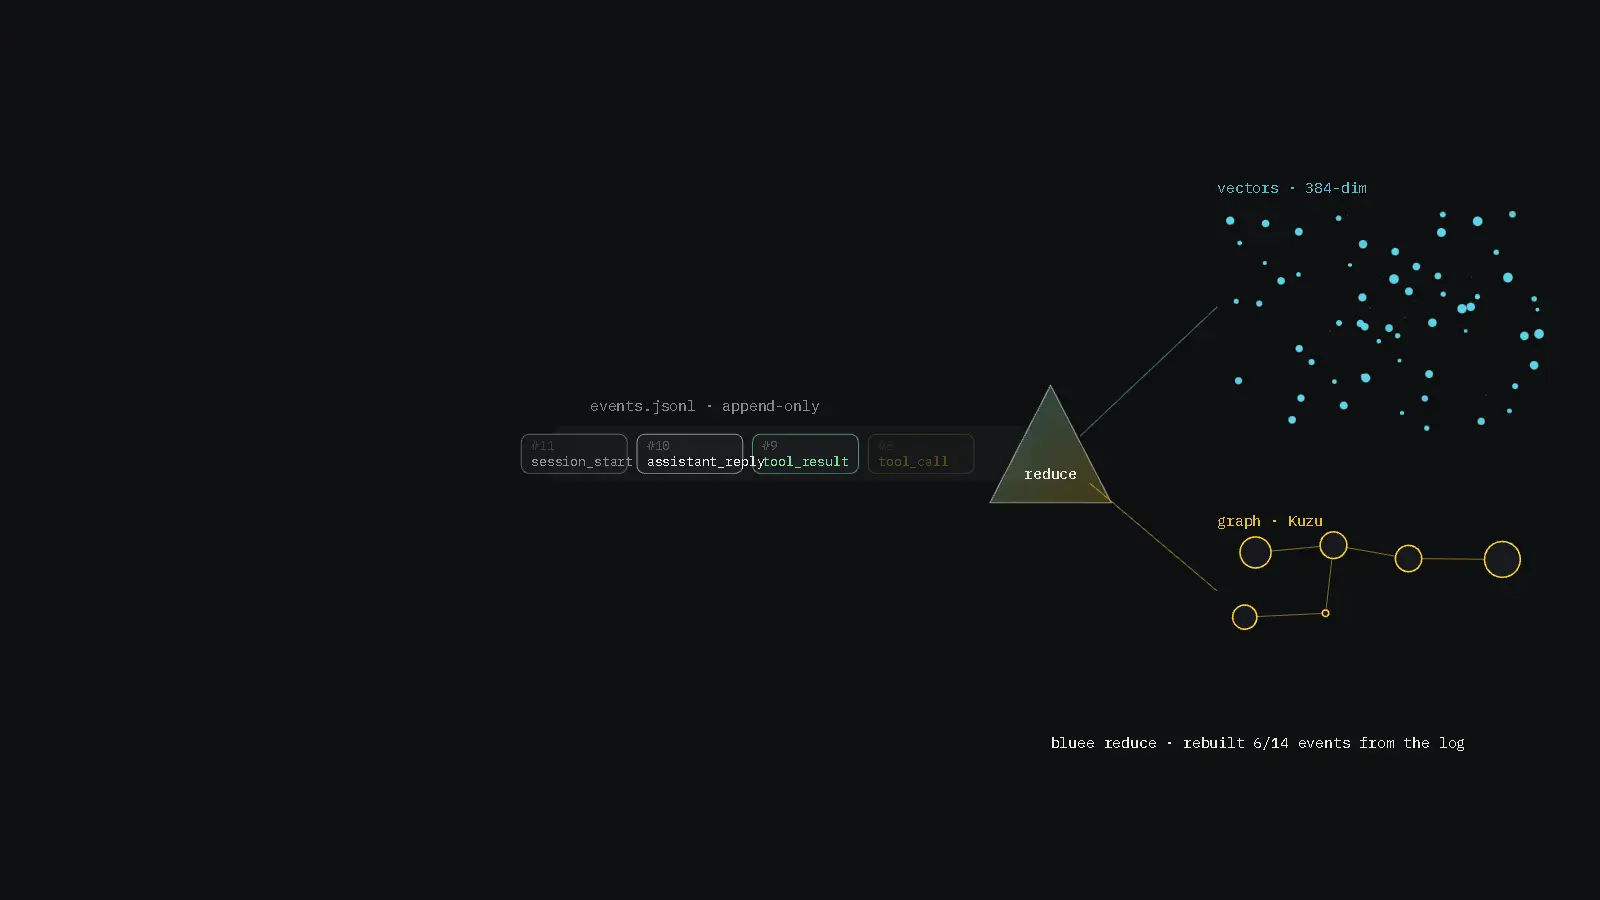 vectors · 384-dim
events.jsonl · append-only
#11
session_start
#10
assistant_reply
#9
tool_result
tool_call
reduce
graph · Kuzu
bluee reduce · rebuilt 6/14 events from the log